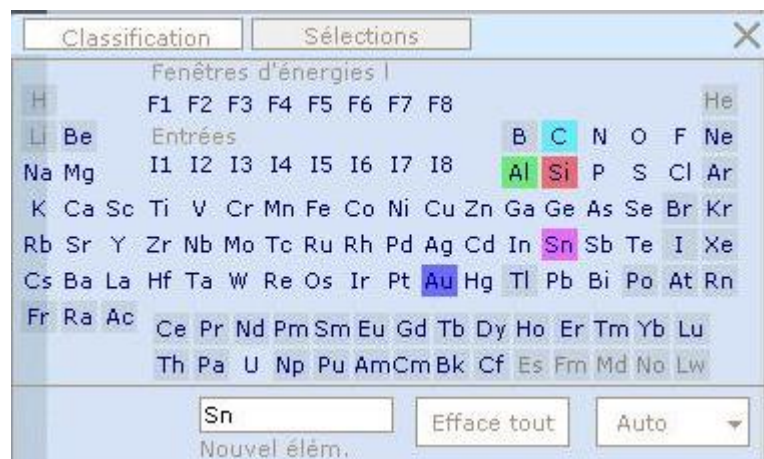 Classification Sélections
Fenêtres d'énergies I
H F1 F2 F3 F4 F5 F6 F7 F8 He
Li Be Entrées B C N O F Ne
Na Mg I1 I2 I3 I4 I5 I6 I7 I8 Al Si P S Cl Ar
K Ca Sc Ti V Cr Mn Fe Co Ni Cu Zn Ga Ge As Se Br Kr
Rb Sr Y Zr Nb Mo Tc Ru Rh Pd Ag Cd In Sn Sb Te I Xe
Cs Ba La Hf Ta W Re Os Ir Pt Au Hg Tl Pb Bi Po At Rn
Fr Ra Ac Ce Pr Nd Pm Sm Eu Gd Tb Dy Ho Er Tm Yb Lu
Th Pa U Np Pu Am Cm Bk Cf Es Fm Md No Lw
Sn Efface tout Auto
Nouvel élém.